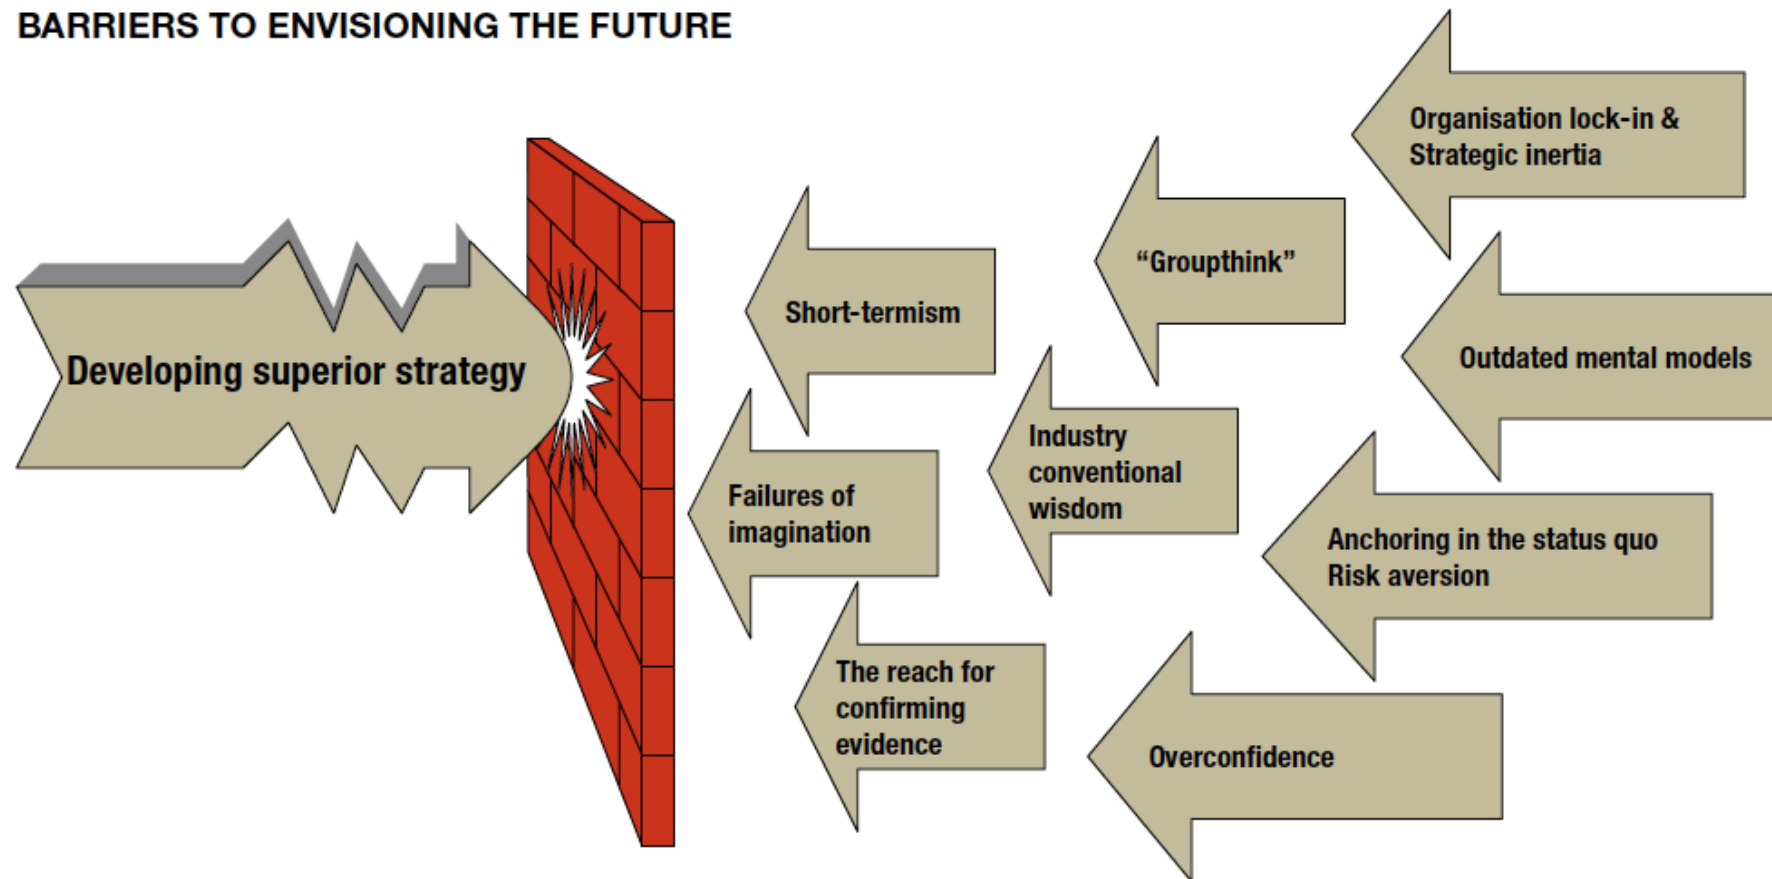 BARRIERS TO ENVISIONING THE FUTURE
Developing superior strategy
Short-termism
Failures of
imagination
The reach for
confirming
evidence
“Groupthink”
Industry
conventional
wisdom
Organisation lock-in &
Strategic inertia
Outdated mental models
Anchoring in the status quo
Risk aversion
Overconfidence